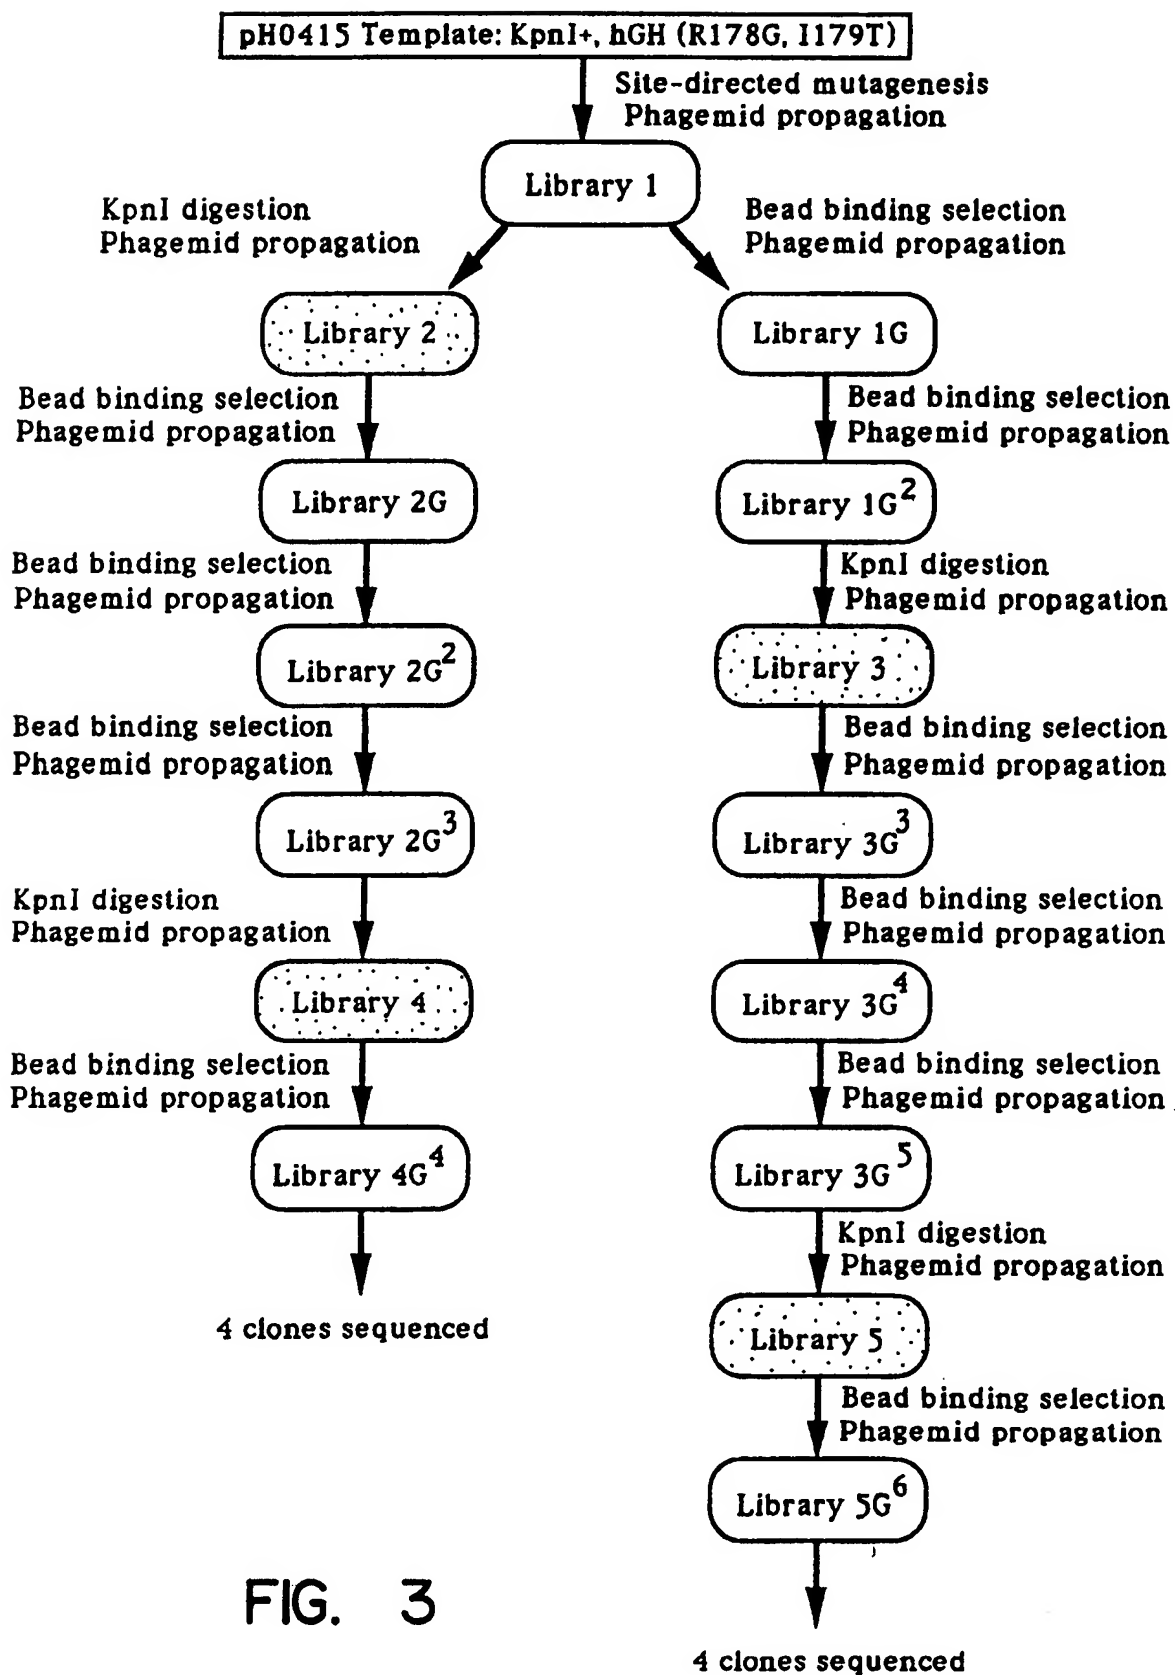 pH0415 Template: KpnI+, hGH (R178G, I179T)
Site-directed mutagenesis
Phagemid propagation
Library 1
KpnI digestion
Phagemid propagation
Bead binding selection
Phagemid propagation
Library 2
Library 1G
Bead binding selection
Phagemid propagation
Bead binding selection
Phagemid propagation
Library 2G
Library 1G²
Bead binding selection
Phagemid propagation
KpnI digestion
Phagemid propagation
Library 2G²
Library 3
Bead binding selection
Phagemid propagation
Bead binding selection
Phagemid propagation
Library 2G³
Library 3G³
KpnI digestion
Phagemid propagation
Bead binding selection
Phagemid propagation
Library 4
Library 3G⁴
Bead binding selection
Phagemid propagation
Bead binding selection
Phagemid propagation
Library 4G⁴
Library 3G⁵
KpnI digestion
Phagemid propagation
4 clones sequenced
Library 5
Bead binding selection
Phagemid propagation
Library 5G⁶
FIG. 3
4 clones sequenced